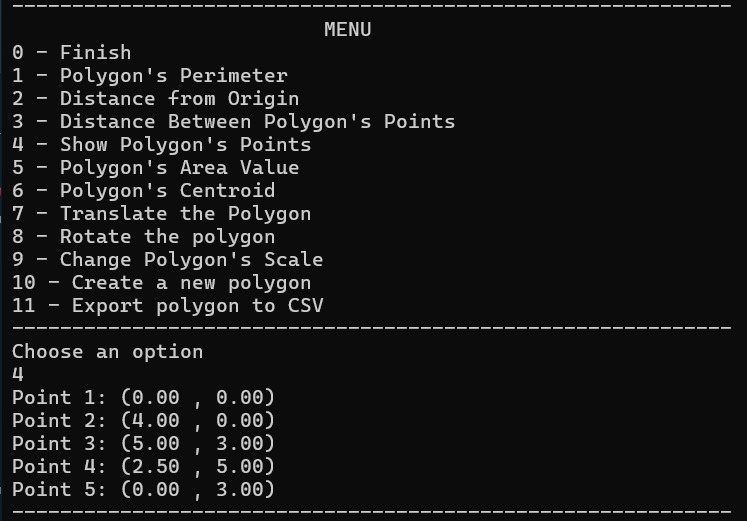 ------------------------------------------------------------
MENU
0 - Finish
1 - Polygon's Perimeter
2 - Distance from Origin
3 - Distance Between Polygon's Points
4 - Show Polygon's Points
5 - Polygon's Area Value
6 - Polygon's Centroid
7 - Translate the Polygon
8 - Rotate the polygon
9 - Change Polygon's Scale
10 - Create a new polygon
11 - Export polygon to CSV
------------------------------------------------------------
Choose an option
4
Point 1: (0.00 , 0.00)
Point 2: (4.00 , 0.00)
Point 3: (5.00 , 3.00)
Point 4: (2.50 , 5.00)
Point 5: (0.00 , 3.00)
------------------------------------------------------------